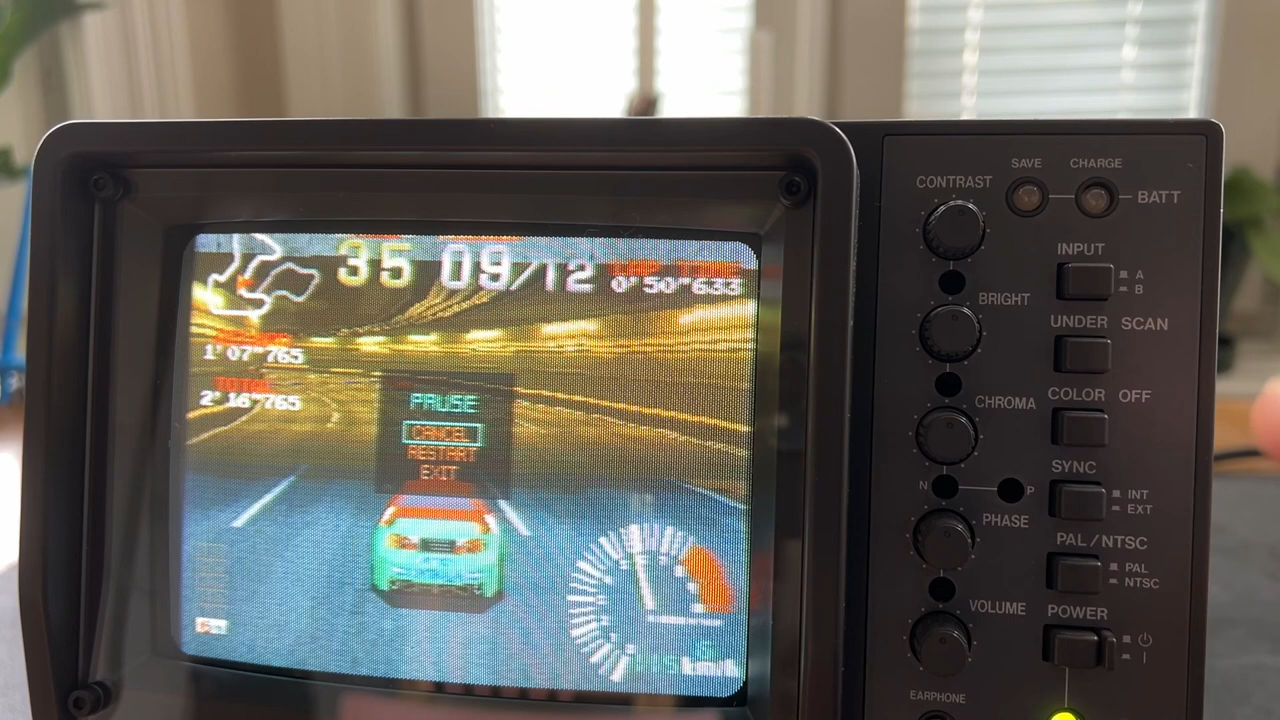 35 09/12 0'50"633
1'07"765
TOTAL
2'16"765
PAUSE
CANCEL
RESTART
EXIT
km/h
SAVE CHARGE
CONTRAST
BATT
INPUT
A
B
BRIGHT
UNDER SCAN
CHROMA
COLOR OFF
SYNC
N P
INT
EXT
PHASE
PAL/NTSC
PAL
NTSC
VOLUME
POWER
EARPHONE